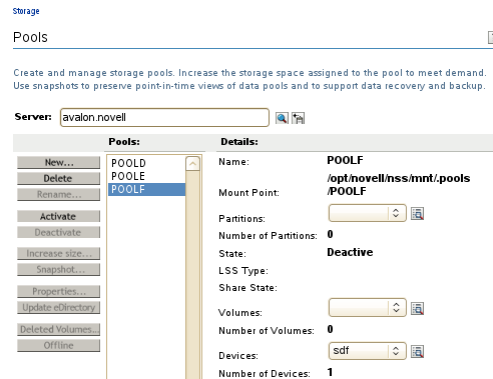 Storage
Pools
Create and manage storage pools. Increase the storage space assigned to the pool to meet demand.
Use snapshots to preserve point-in-time views of data pools and to support data recovery and backup.
Server: avalon.novell
Pools: Details:
New...
Delete
Rename...
Activate
Deactivate
Increase size...
Snapshot...
Properties...
Update eDirectory
Deleted Volumes...
Offline
POOLD
POOLE
POOLF
Name: POOLF
Mount Point: /opt/novell/nss/mnt/.pools
/POOLF
Partitions:
Number of Partitions: 0
State: Deactive
LSS Type:
Share State:
Volumes:
Number of Volumes: 0
Devices: sdf
Number of Devices: 1